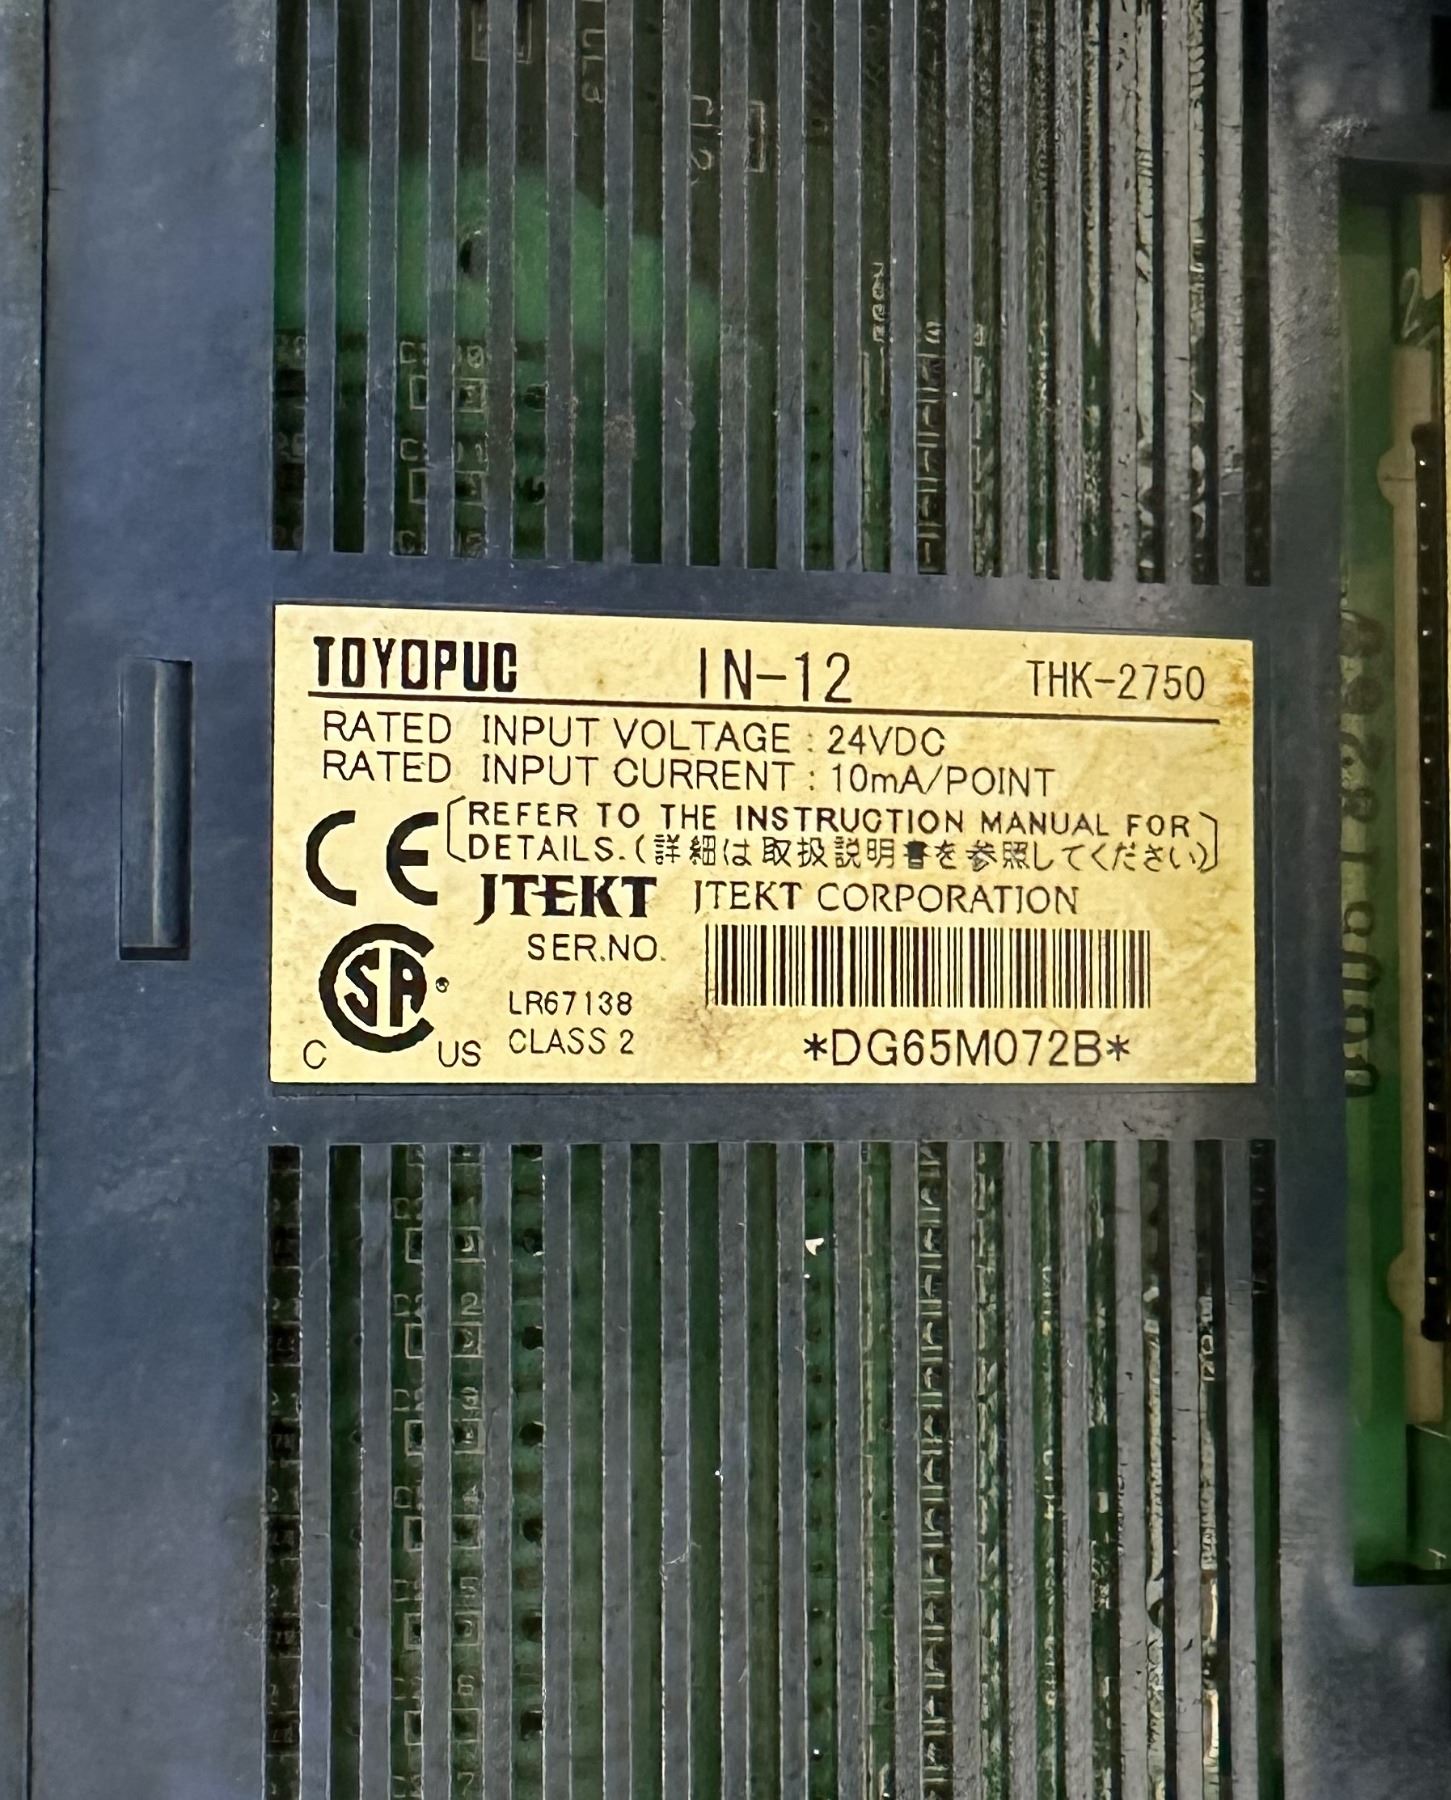 TOYOPUC IN-12 THK-2750
RATED INPUT VOLTAGE : 24VDC
RATED INPUT CURRENT : 10mA/POINT
CE [REFER TO THE INSTRUCTION MANUAL FOR
DETAILS.(詳細は取扱説明書を参照してください)]
JTEKT JTEKT CORPORATION
SER.NO.
SA
LR67138
C US CLASS 2 *DG65M072B*